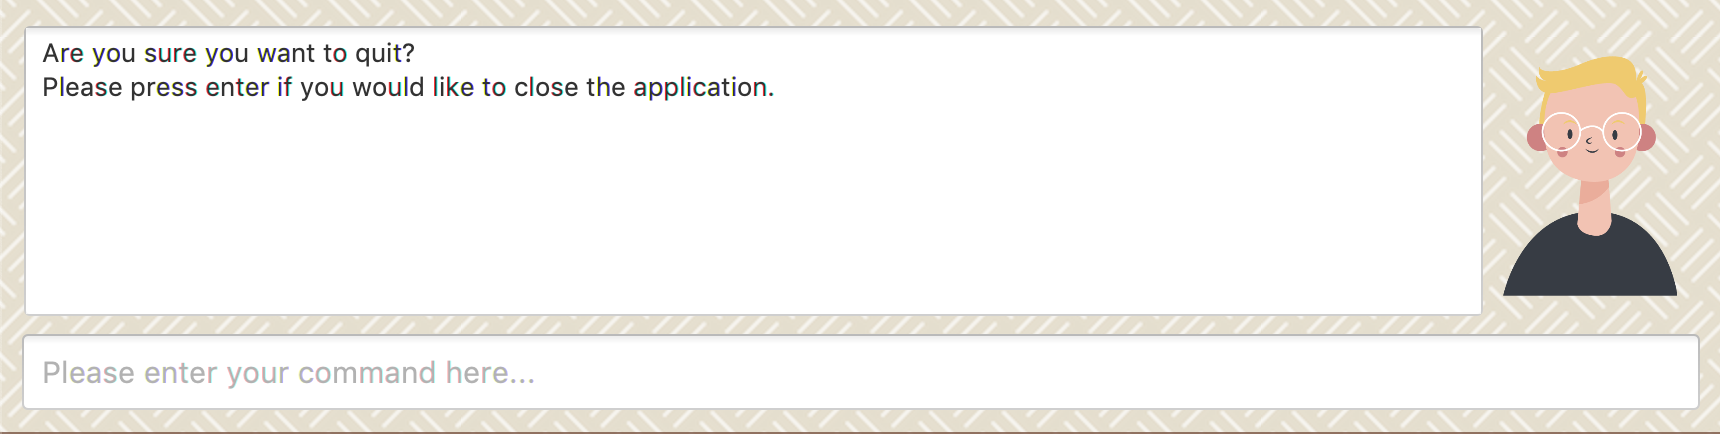 Are you sure you want to quit?
Please press enter if you would like to close the application.
Please enter your command here...